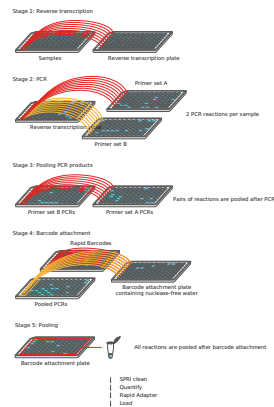 Stage 1: Reverse transcription
Samples
Reverse transcription plate
Stage 2: PCR
Primer set A
2 PCR reactions per sample
Reverse transcription
Primer set B
Stage 3: Pooling PCR products
Pairs of reactions are pooled after PCR
Primer set B PCRs
Primer set A PCRs
Stage 4: Barcode attachment
Rapid Barcodes
Barcode attachment plate
containing nuclease-free water
Pooled PCRs
Stage 5: Pooling
All reactions are pooled after barcode attachment
Barcode attachment plate
SPRI clean
Quantify
Rapid Adapter
Load